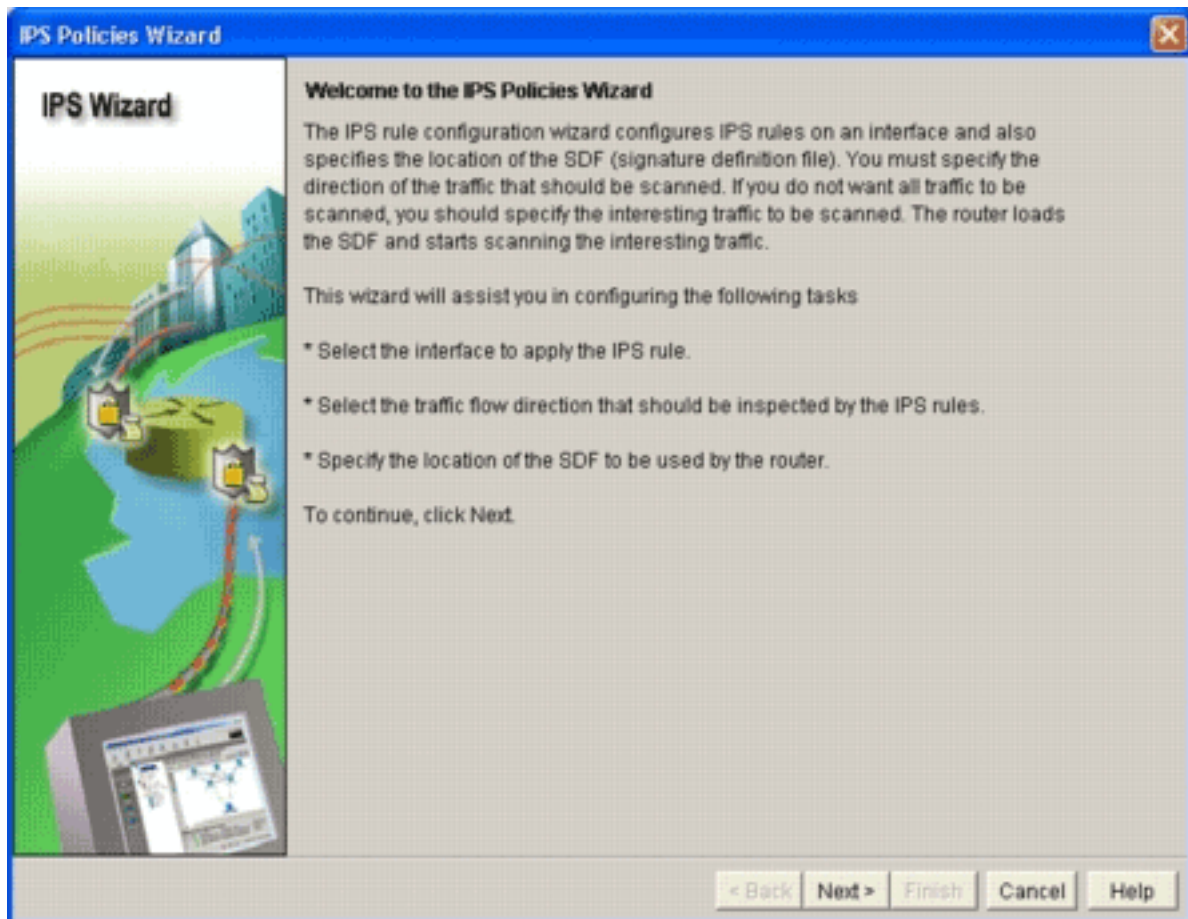 IPS Policies Wizard
IPS Wizard
Welcome to the IPS Policies Wizard
The IPS rule configuration wizard configures IPS rules on an interface and also
specifies the location of the SDF (signature definition file). You must specify the
direction of the traffic that should be scanned. If you do not want all traffic to be
scanned, you should specify the interesting traffic to be scanned. The router loads
the SDF and starts scanning the interesting traffic.
This wizard will assist you in configuring the following tasks
* Select the interface to apply the IPS rule.
* Select the traffic flow direction that should be inspected by the IPS rules.
* Specify the location of the SDF to be used by the router.
To continue, click Next.
< Back Next > Finish Cancel Help